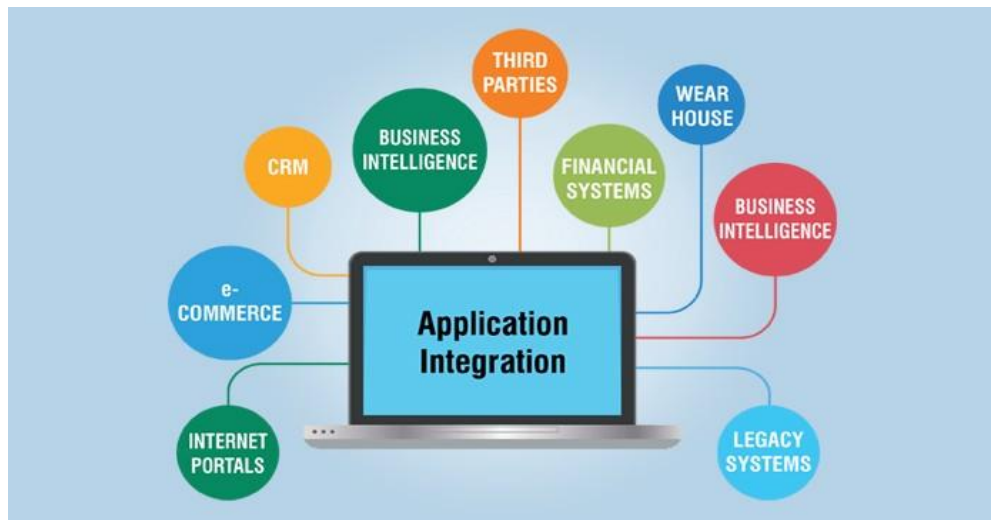 THIRD
PARTIES
WEAR
HOUSE
BUSINESS
INTELLIGENCE
CRM
FINANCIAL
SYSTEMS
BUSINESS
INTELLIGENCE
e-
COMMERCE
Application
Integration
INTERNET
PORTALS
LEGACY
SYSTEMS